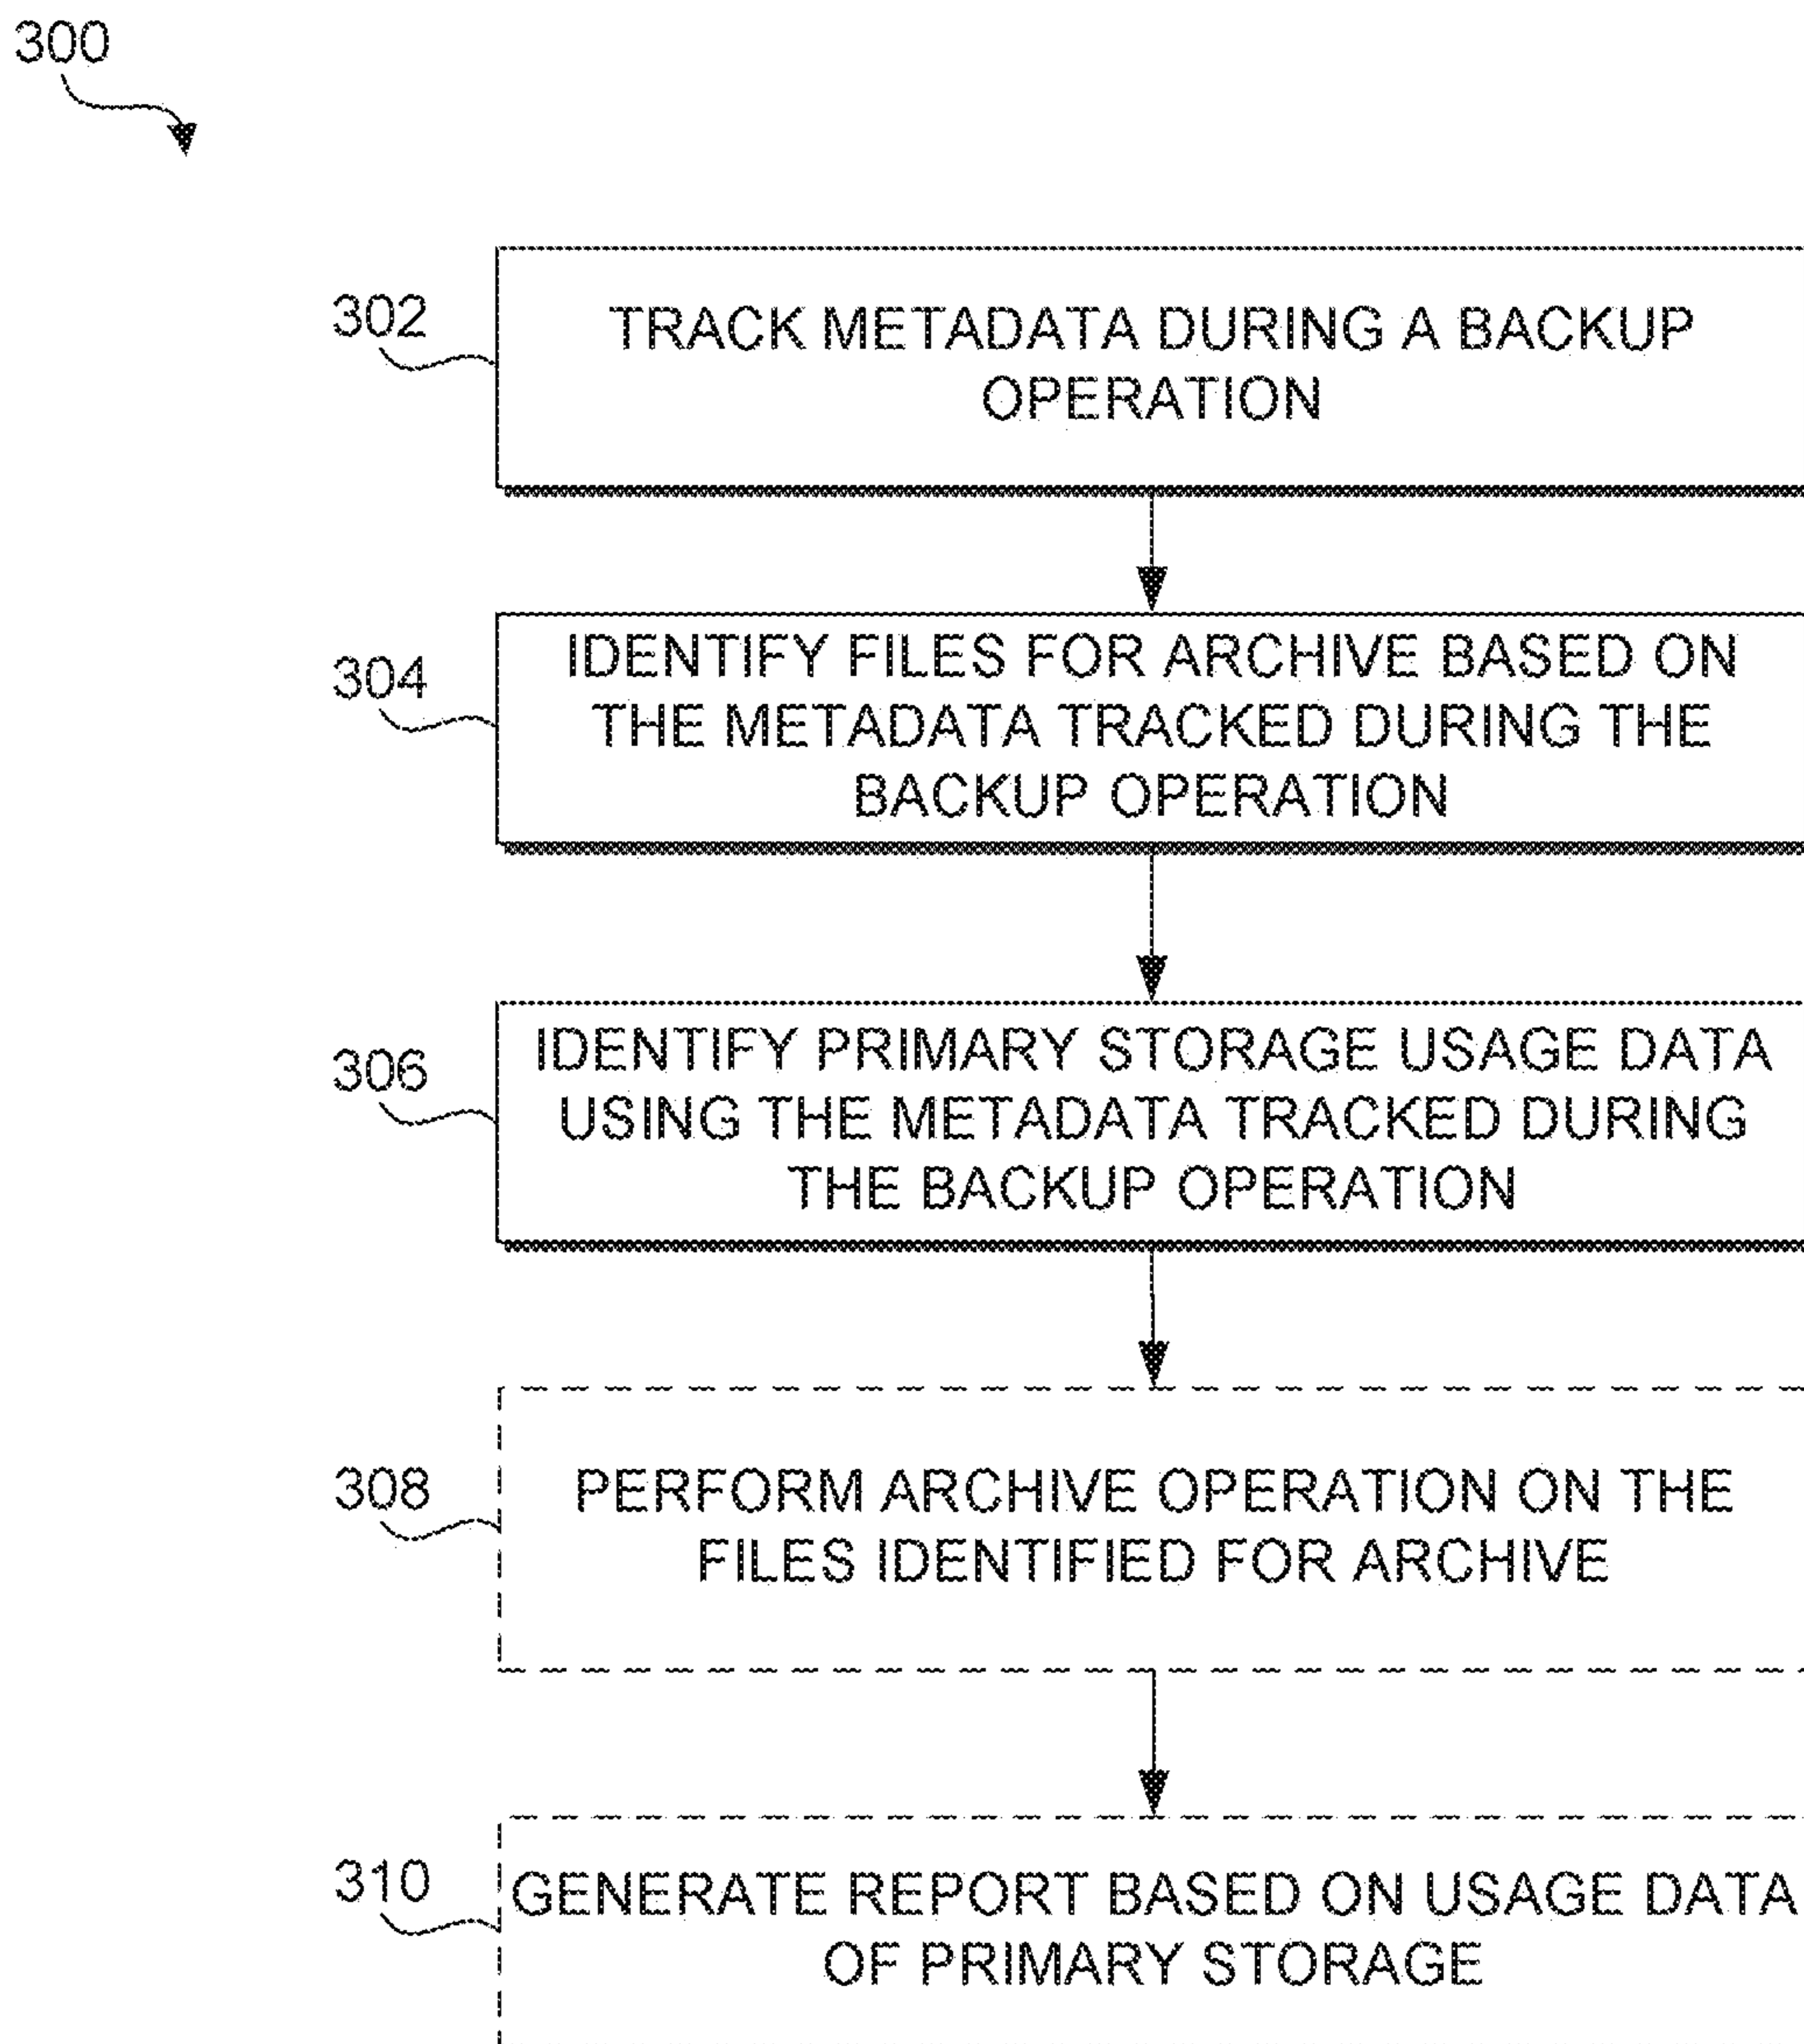 300
302
TRACK METADATA DURING A BACKUP
OPERATION
304
IDENTIFY FILES FOR ARCHIVE BASED ON
THE METADATA TRACKED DURING THE
BACKUP OPERATION
306
IDENTIFY PRIMARY STORAGE USAGE DATA
USING THE METADATA TRACKED DURING
THE BACKUP OPERATION
308
PERFORM ARCHIVE OPERATION ON THE
FILES IDENTIFIED FOR ARCHIVE
310
GENERATE REPORT BASED ON USAGE DATA
OF PRIMARY STORAGE